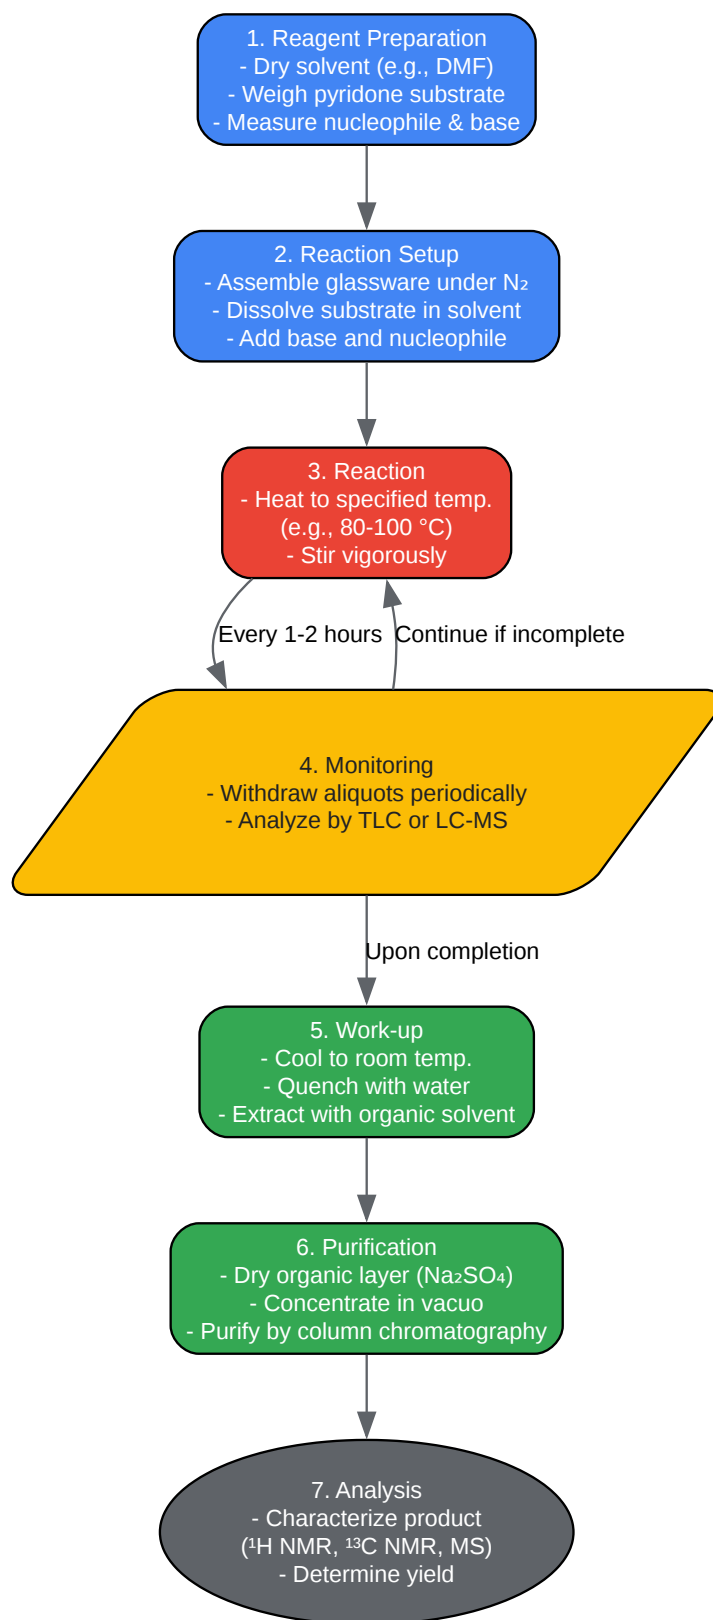 1. Reagent Preparation
- Dry solvent (e.g., DMF)
- Weigh pyridone substrate
- Measure nucleophile & base
2. Reaction Setup
- Assemble glassware under N₂
- Dissolve substrate in solvent
- Add base and nucleophile
3. Reaction
- Heat to specified temp.
(e.g., 80-100 °C)
- Stir vigorously
Every 1-2 hours
Continue if incomplete
4. Monitoring
- Withdraw aliquots periodically
- Analyze by TLC or LC-MS
Upon completion
5. Work-up
- Cool to room temp.
- Quench with water
- Extract with organic solvent
6. Purification
- Dry organic layer (Na₂SO₄)
- Concentrate in vacuo
- Purify by column chromatography
7. Analysis
- Characterize product
(¹H NMR, ¹³C NMR, MS)
- Determine yield